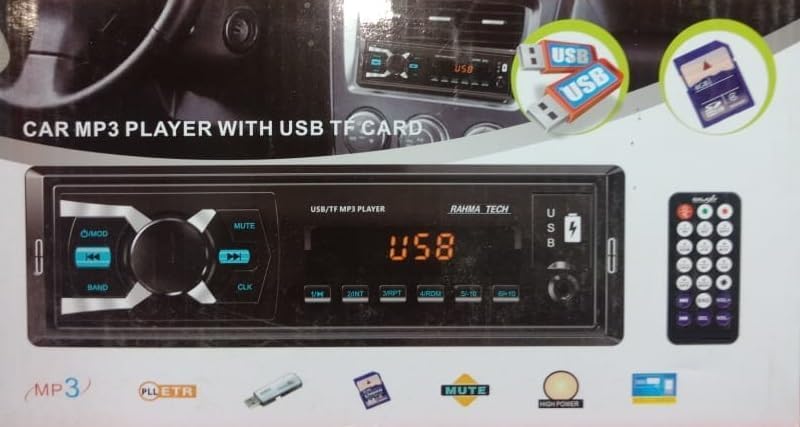 USB
USB
USB
CAR MP3 PLAYER WITH USB TF CARD
USB/TF MP3 PLAYER
RAHMA TECH
⏻/MOD
MUTE
BAND
CLK
USB
USB
1/⏯
2/INT
3/RPT
4/RDM
5/-10
6/+10
MP3
PLL ETR
MUTE
HIGH POWER